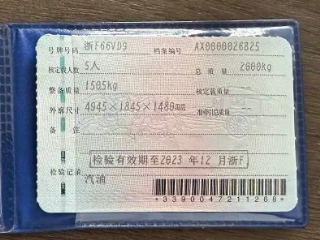 号牌号码 浙F66VD9 档案编号 AX0000026825
核定载人数 5人 总质量 2000kg
整备质量 1505kg 核定载质量
外廓尺寸 4945×1845×1480mm 准牵引总质量
备注
检验有效期至2023年12月浙F
检验记录
汽油
*3390047211268*